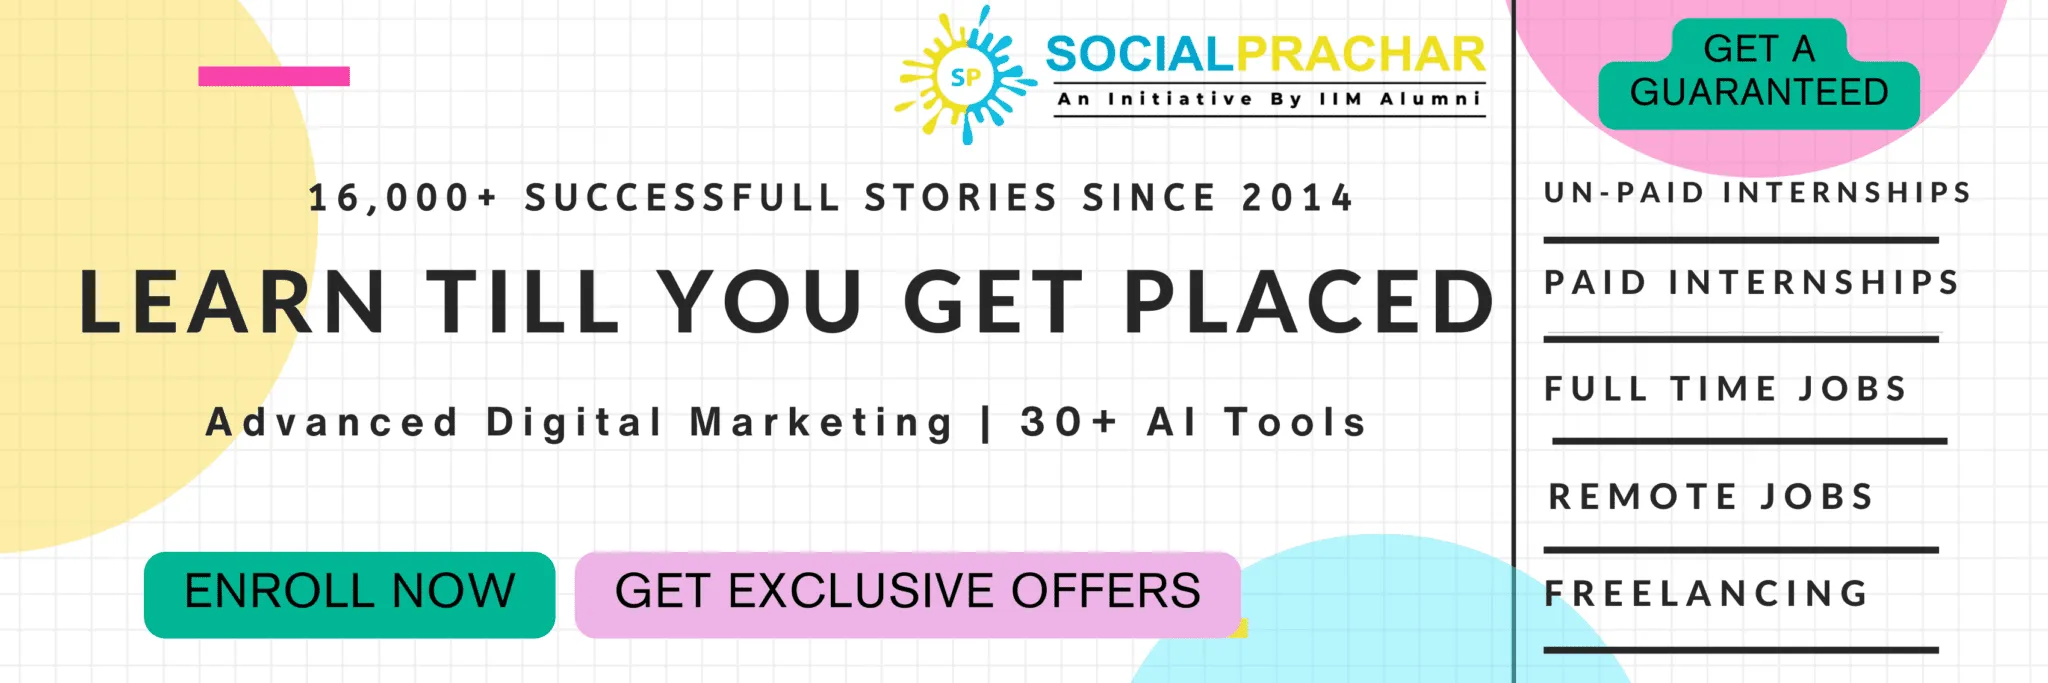 SP
SOCIALPRACHAR
An Initiative By IIM Alumni
16,000+ SUCCESSFULL STORIES SINCE 2014
LEARN TILL YOU GET PLACED
Advanced Digital Marketing | 30+ AI Tools
ENROLL NOW
GET EXCLUSIVE OFFERS
GET A
GUARANTEED
UN-PAID INTERNSHIPS
PAID INTERNSHIPS
FULL TIME JOBS
REMOTE JOBS
FREELANCING